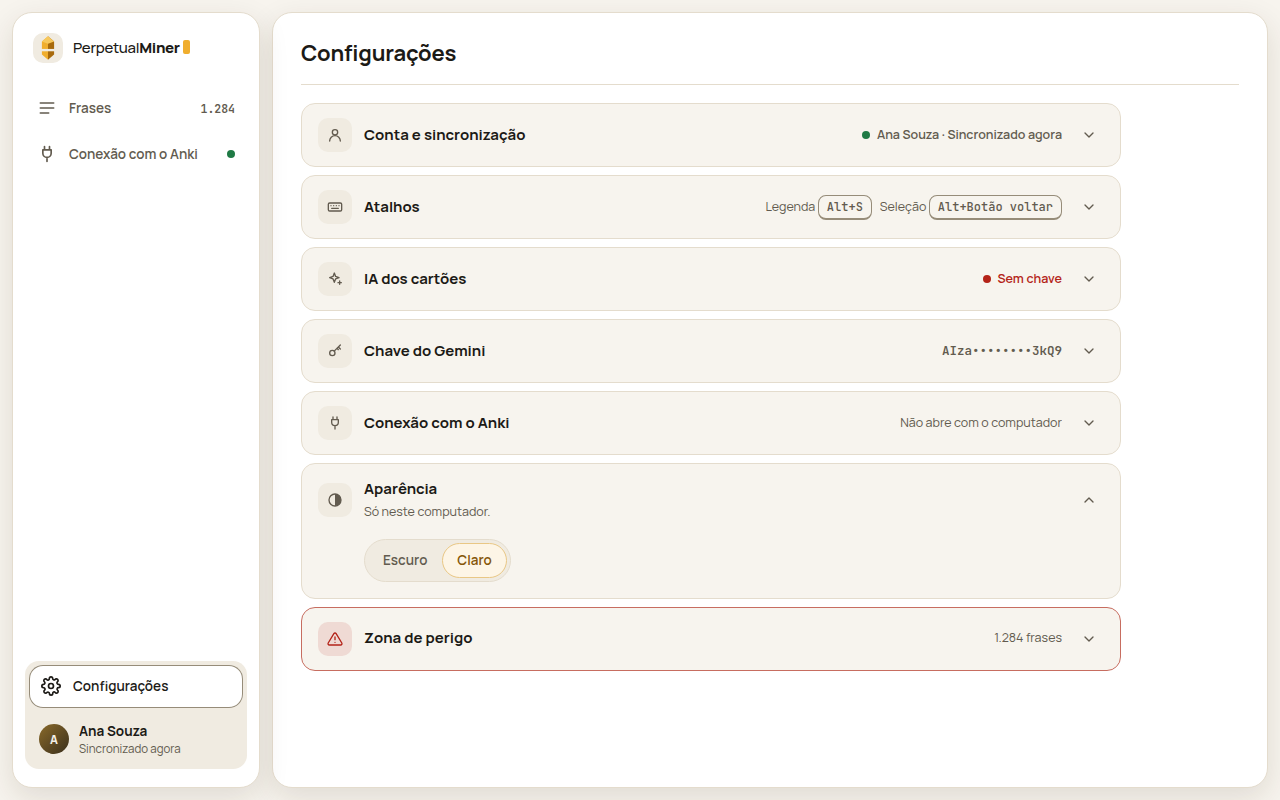 PerpetualMiner
Frases 1.284
Conexão com o Anki
Configurações
Ana Souza
Sincronizado agora
Configurações
Conta e sincronização Ana Souza · Sincronizado agora
Atalhos Legenda Alt+S Seleção Alt+Botão voltar
IA dos cartões Sem chave
Chave do Gemini AIza••••••••3kQ9
Conexão com o Anki Não abre com o computador
Aparência
Só neste computador.
Escuro Claro
Zona de perigo 1.284 frases
A